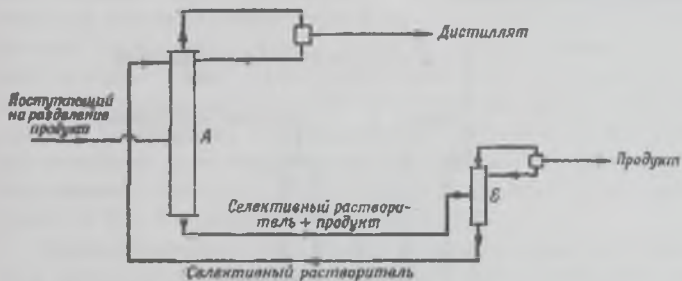 Дистиллят
Поступающий
на разделение
продукт
А
Продукт
Б
Селективный раствори-
тель + продукт
Селективный растворитель